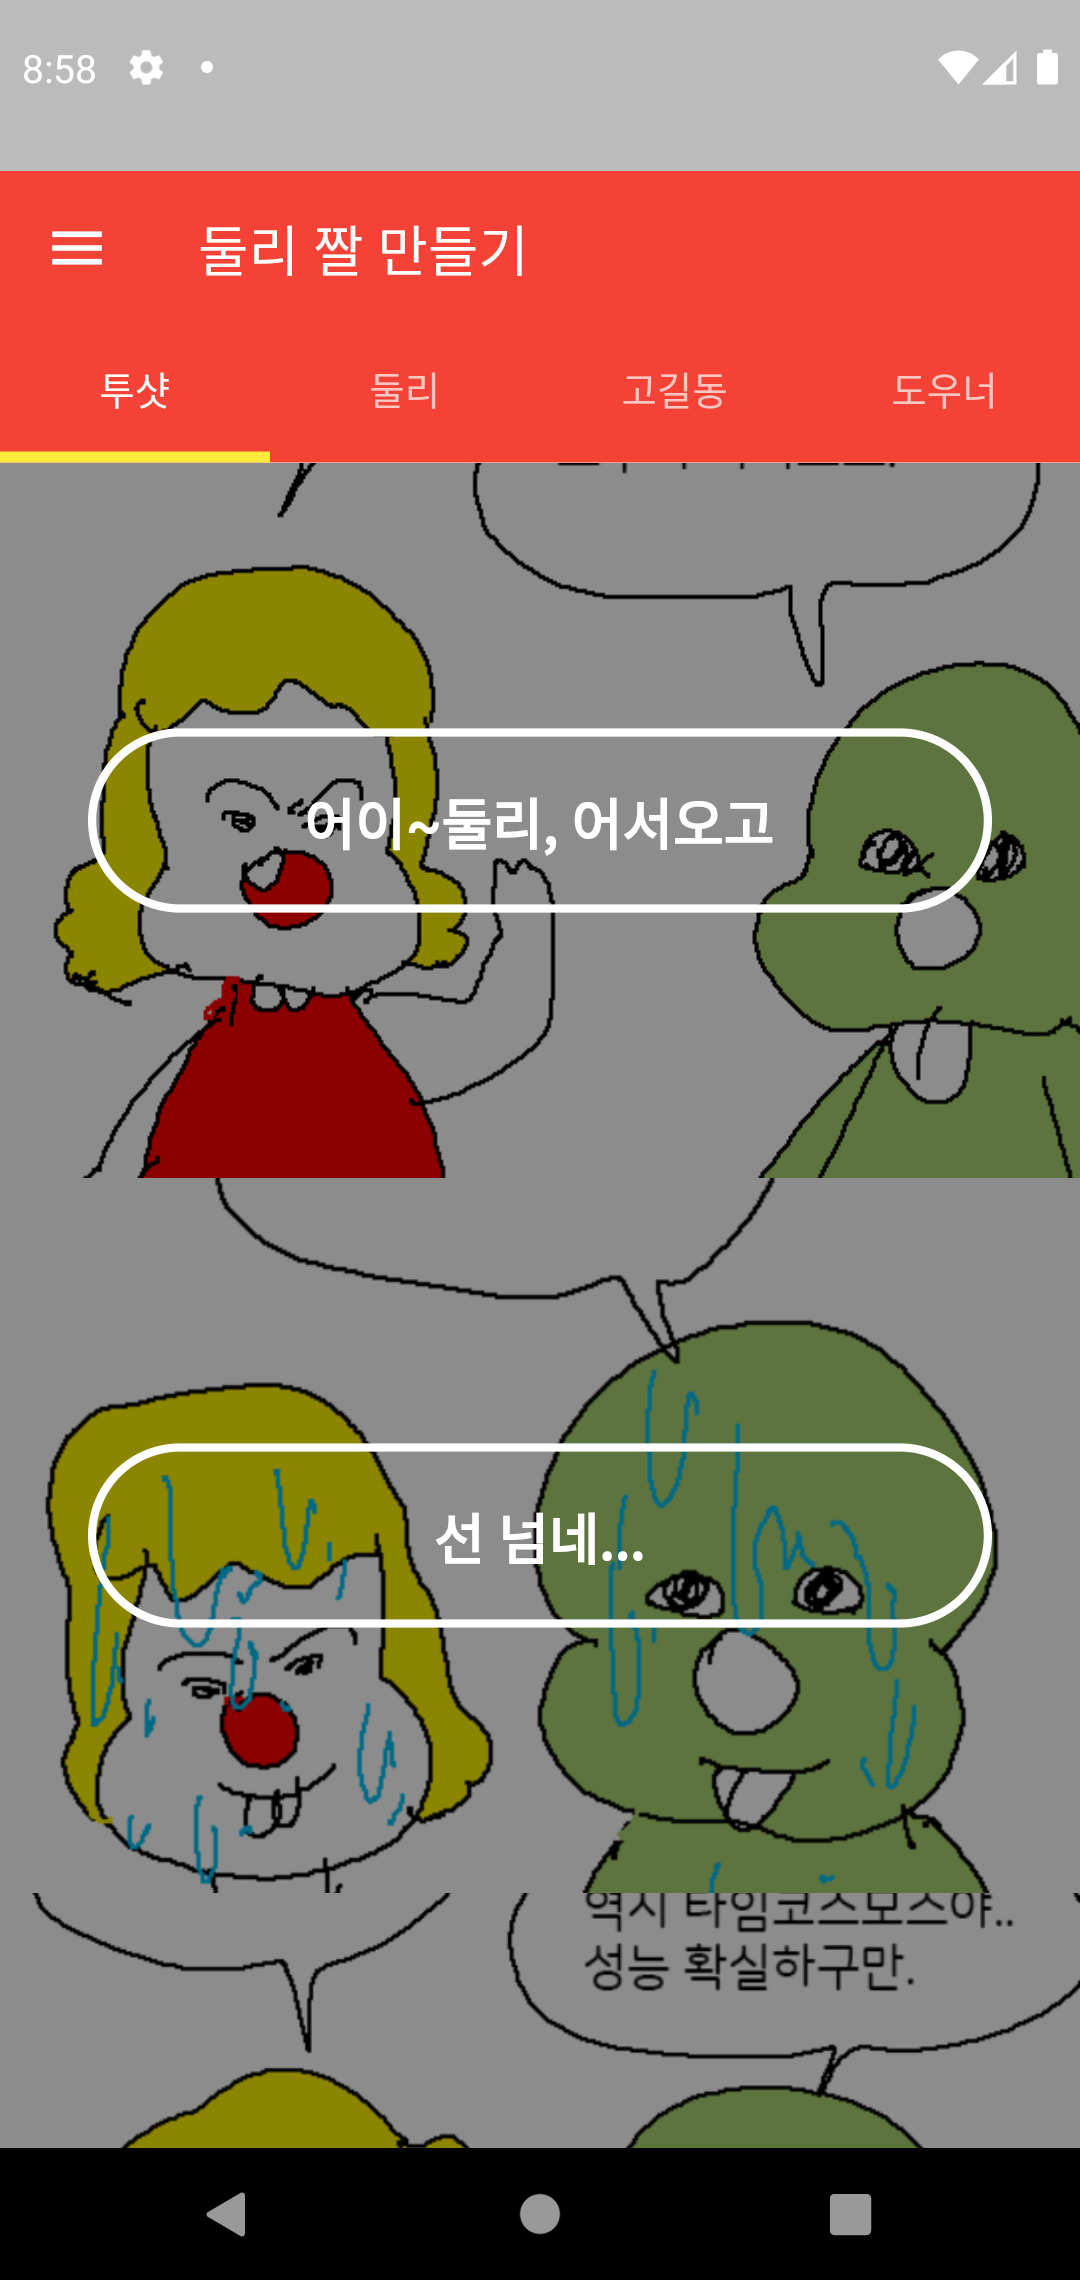 8:58
둘리 짤 만들기
투샷 둘리 고길동 도우너
어이~둘리, 어서오고
선 넘네...
역시 타임코스모스야..
성능 확실하구만.